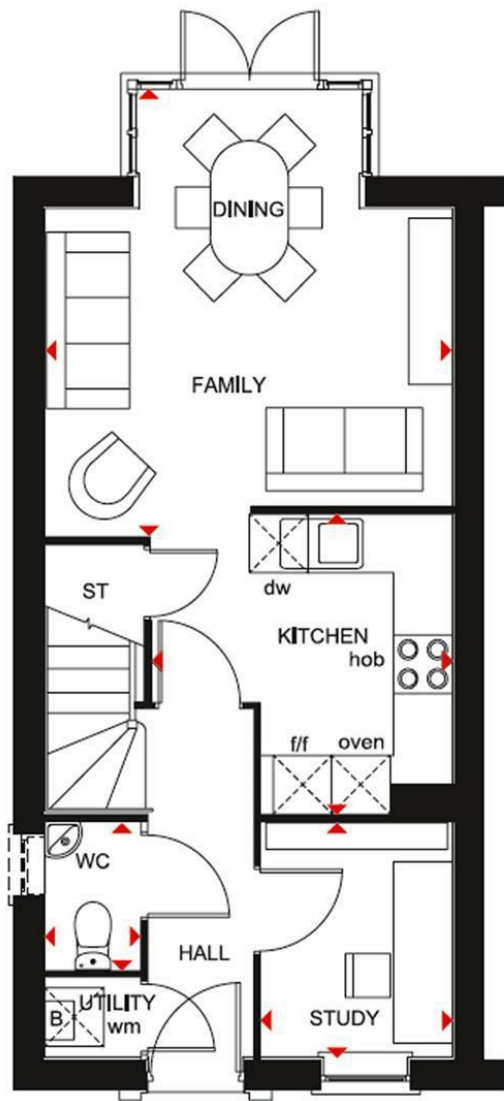 DINING
FAMILY
ST
dw
KITCHEN
hob
f/f oven
WC
HALL
UTILITY
B wm
STUDY